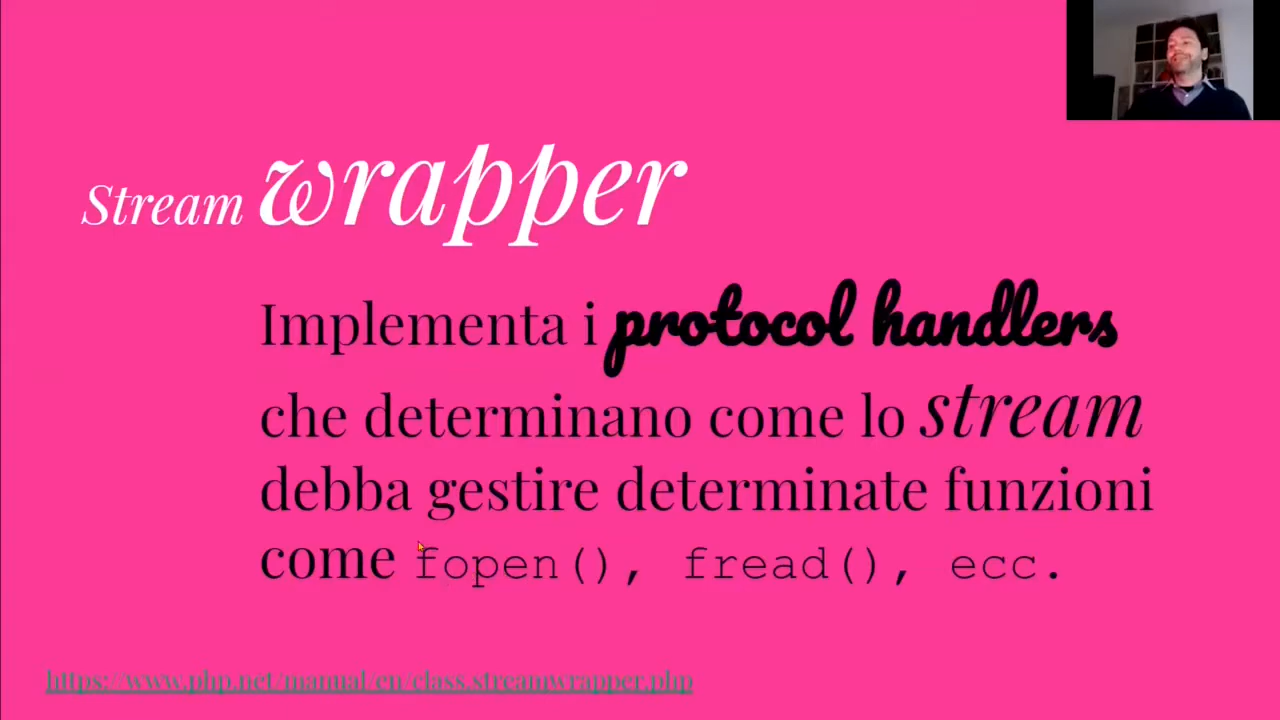 Stream wrapper
Implementa i protocol handlers
che determinano come lo stream
debba gestire determinate funzioni
come fopen(), fread(), ecc.
https://www.php.net/manual/en/class.streamwrapper.php